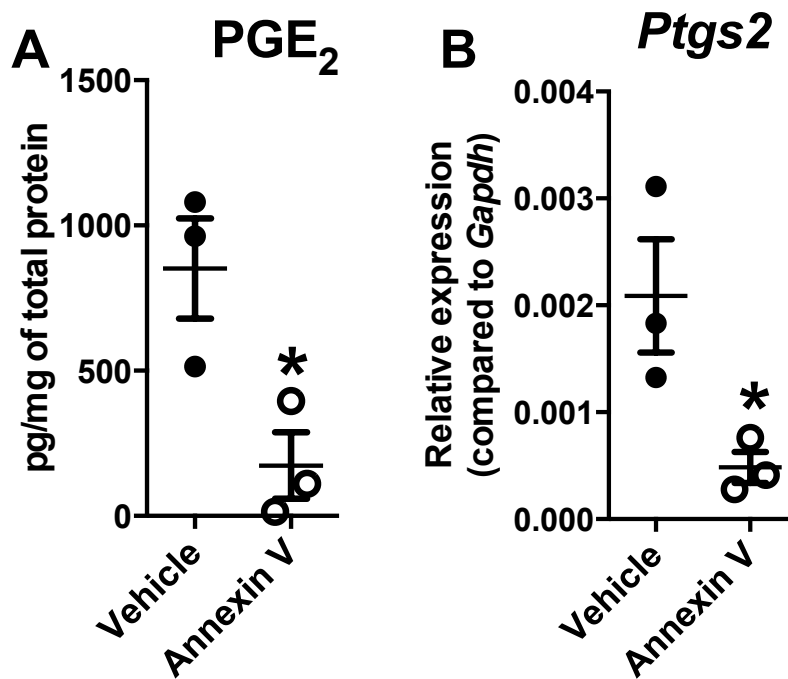 A
PGE2
1500
1000
500
0
pg/mg of total protein
*
Vehicle
Annexin V
B
Ptgs2
0.004
0.003
0.002
0.001
0.000
Relative expression
(compared to Gapdh)
*
Vehicle
Annexin V